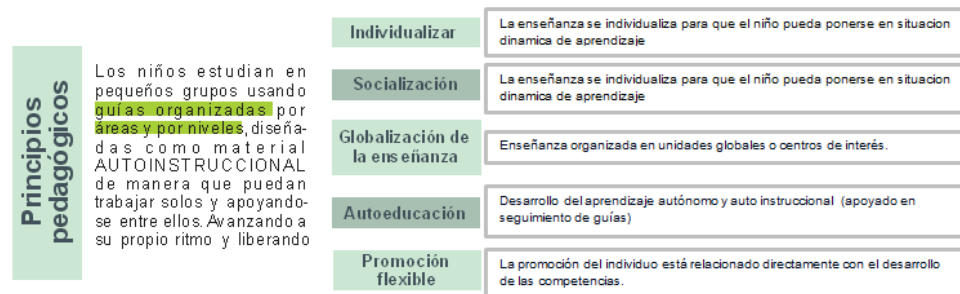 Principios
pedagógicos
Los niños estudian en
pequeños grupos usando
guías organizadas por
áreas y por niveles, diseña-
das como material
AUTOINSTRUCCIONAL
de manera que puedan
trabajar solos y apoyando-
se entre ellos. Avanzando a
su propio ritmo y liberando
Individualizar
La enseñanza se individualiza para que el niño pueda ponerse en situacion
dinamica de aprendizaje
Socialización
La enseñanza se individualiza para que el niño pueda ponerse en situacion
dinamica de aprendizaje
Globalización de
la enseñanza
Enseñanza organizada en unidades globales o centros de interés.
Autoeducación
Desarrollo del aprendizaje autónomo y auto instruccional (apoyado en
seguimiento de guías)
Promoción
flexible
La promoción del individuo está relacionado directamente con el desarrollo
de las competencias.